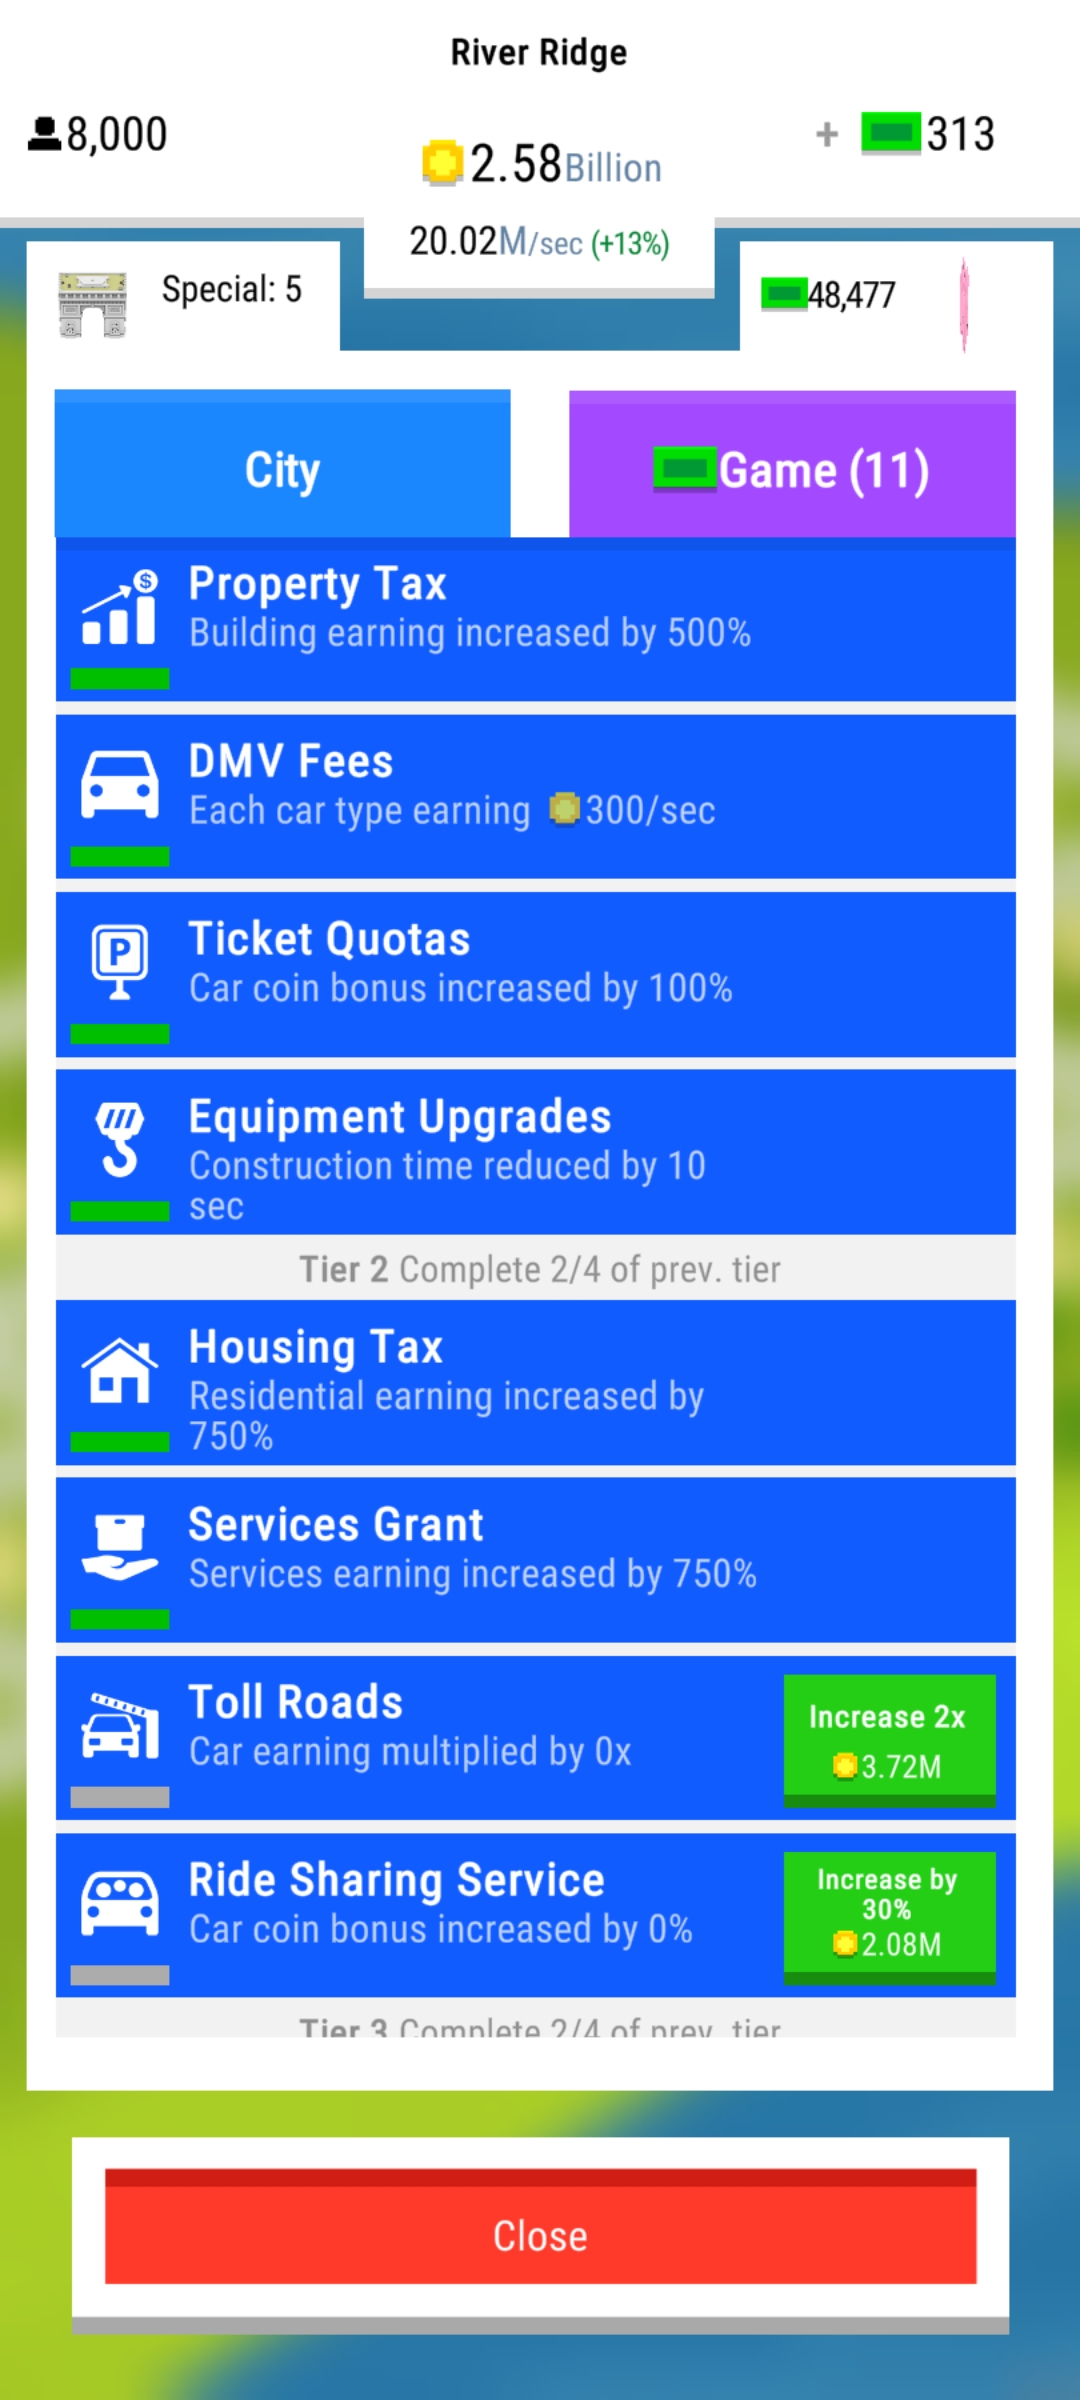 River Ridge
8,000
2.58Billion
+ 313
20.02M/sec (+13%)
Special: 5
48,477
City
Game (11)
Property Tax
Building earning increased by 500%
DMV Fees
Each car type earning 300/sec
Ticket Quotas
Car coin bonus increased by 100%
Equipment Upgrades
Construction time reduced by 10
sec
Tier 2 Complete 2/4 of prev. tier
Housing Tax
Residential earning increased by
750%
Services Grant
Services earning increased by 750%
Toll Roads
Car earning multiplied by 0x
Increase 2x
3.72M
Ride Sharing Service
Car coin bonus increased by 0%
Increase by
30%
2.08M
Tier 3 Complete 2/4 of prev. tier
Close